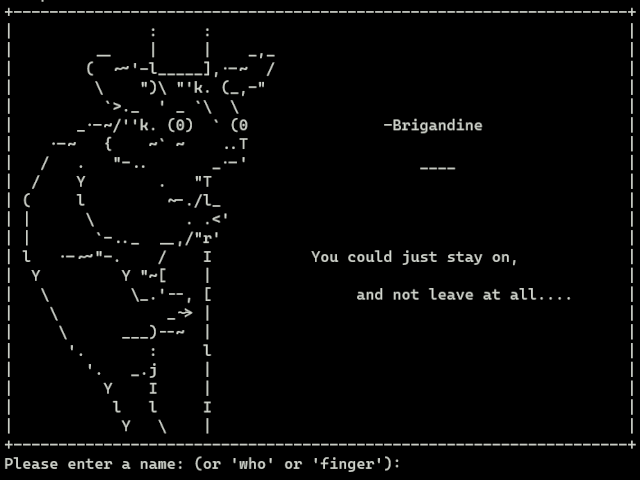 -Brigandine
You could just stay on,
and not leave at all....
Please enter a name: (or 'who' or 'finger'):